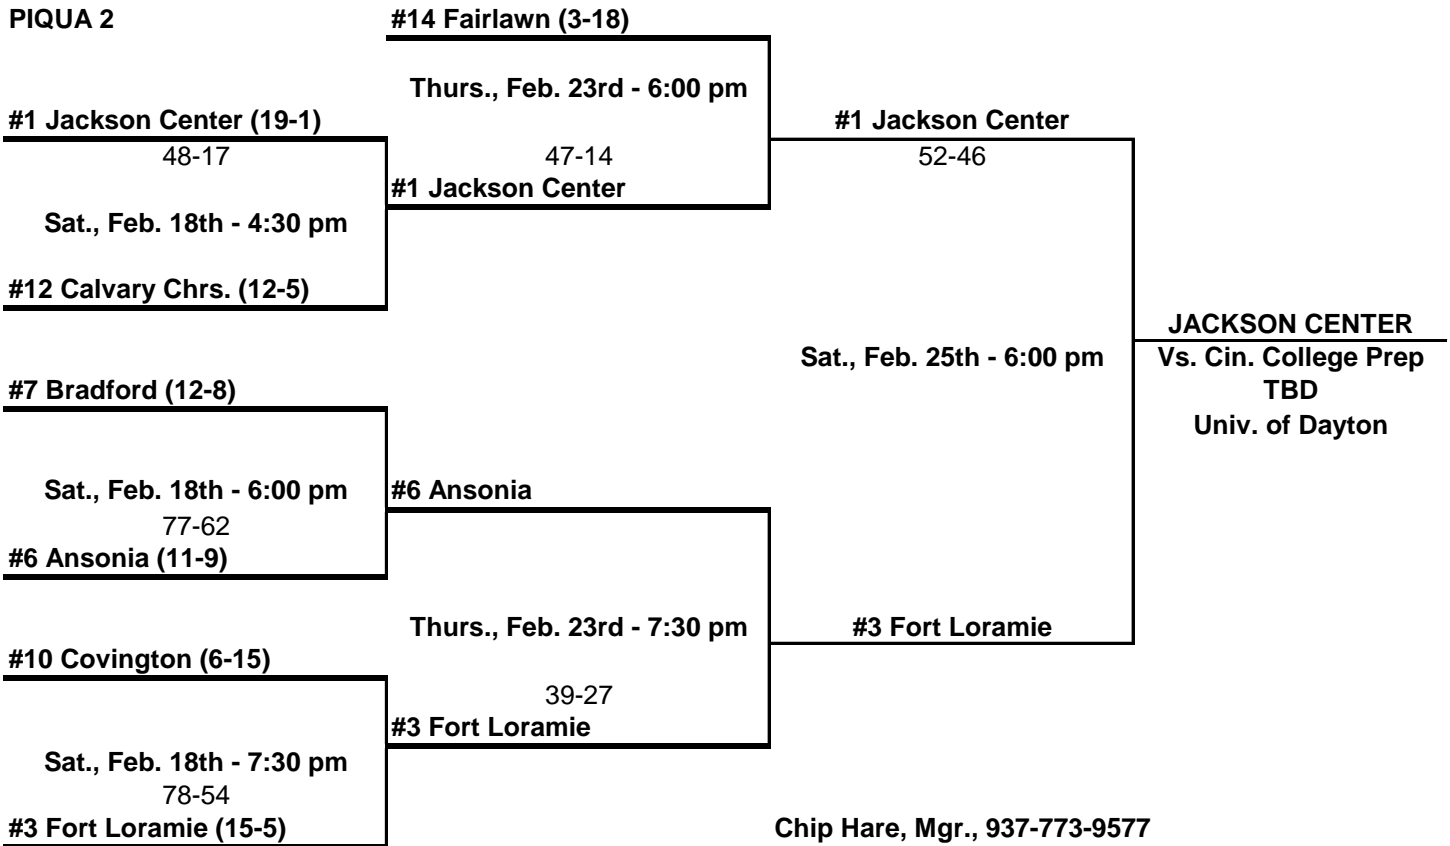 PIQUA 2
#14 Fairlawn (3-18)
Thurs., Feb. 23rd - 6:00 pm
#1 Jackson Center (19-1)
#1 Jackson Center
48-17
47-14
52-46
#1 Jackson Center
Sat., Feb. 18th - 4:30 pm
#12 Calvary Chrs. (12-5)
JACKSON CENTER
Sat., Feb. 25th - 6:00 pm
Vs. Cin. College Prep
#7 Bradford (12-8)
TBD
Univ. of Dayton
Sat., Feb. 18th - 6:00 pm
#6 Ansonia
77-62
#6 Ansonia (11-9)
Thurs., Feb. 23rd - 7:30 pm
#3 Fort Loramie
#10 Covington (6-15)
39-27
#3 Fort Loramie
Sat., Feb. 18th - 7:30 pm
78-54
#3 Fort Loramie (15-5)
Chip Hare, Mgr., 937-773-9577